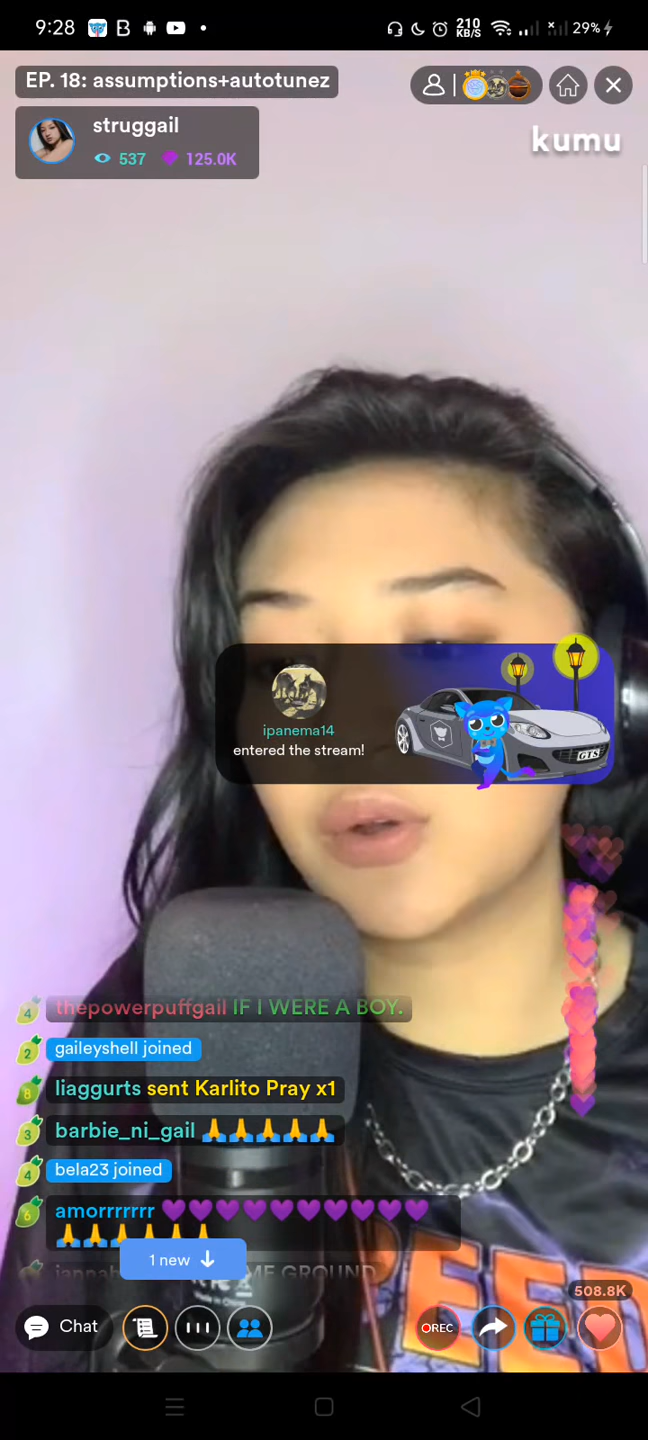 9:28
210
KB/S
29%
EP. 18: assumptions+autotunez
struggail
537 125.0K
kumu
ipanema14
entered the stream!
GTS
4 thepowerpuffgail IF I WERE A BOY.
2 gaileyshell joined
8 liaggurts sent Karlito Pray x1
3 barbie_ni_gail 🙏🙏🙏🙏🙏
4 bela23 joined
6 amorrrrrrr 💜💜💜💜💜💜💜💜💜💜
🙏🙏🙏🙏🙏🙏
1 new
GROUND
508.8K
Chat
REC